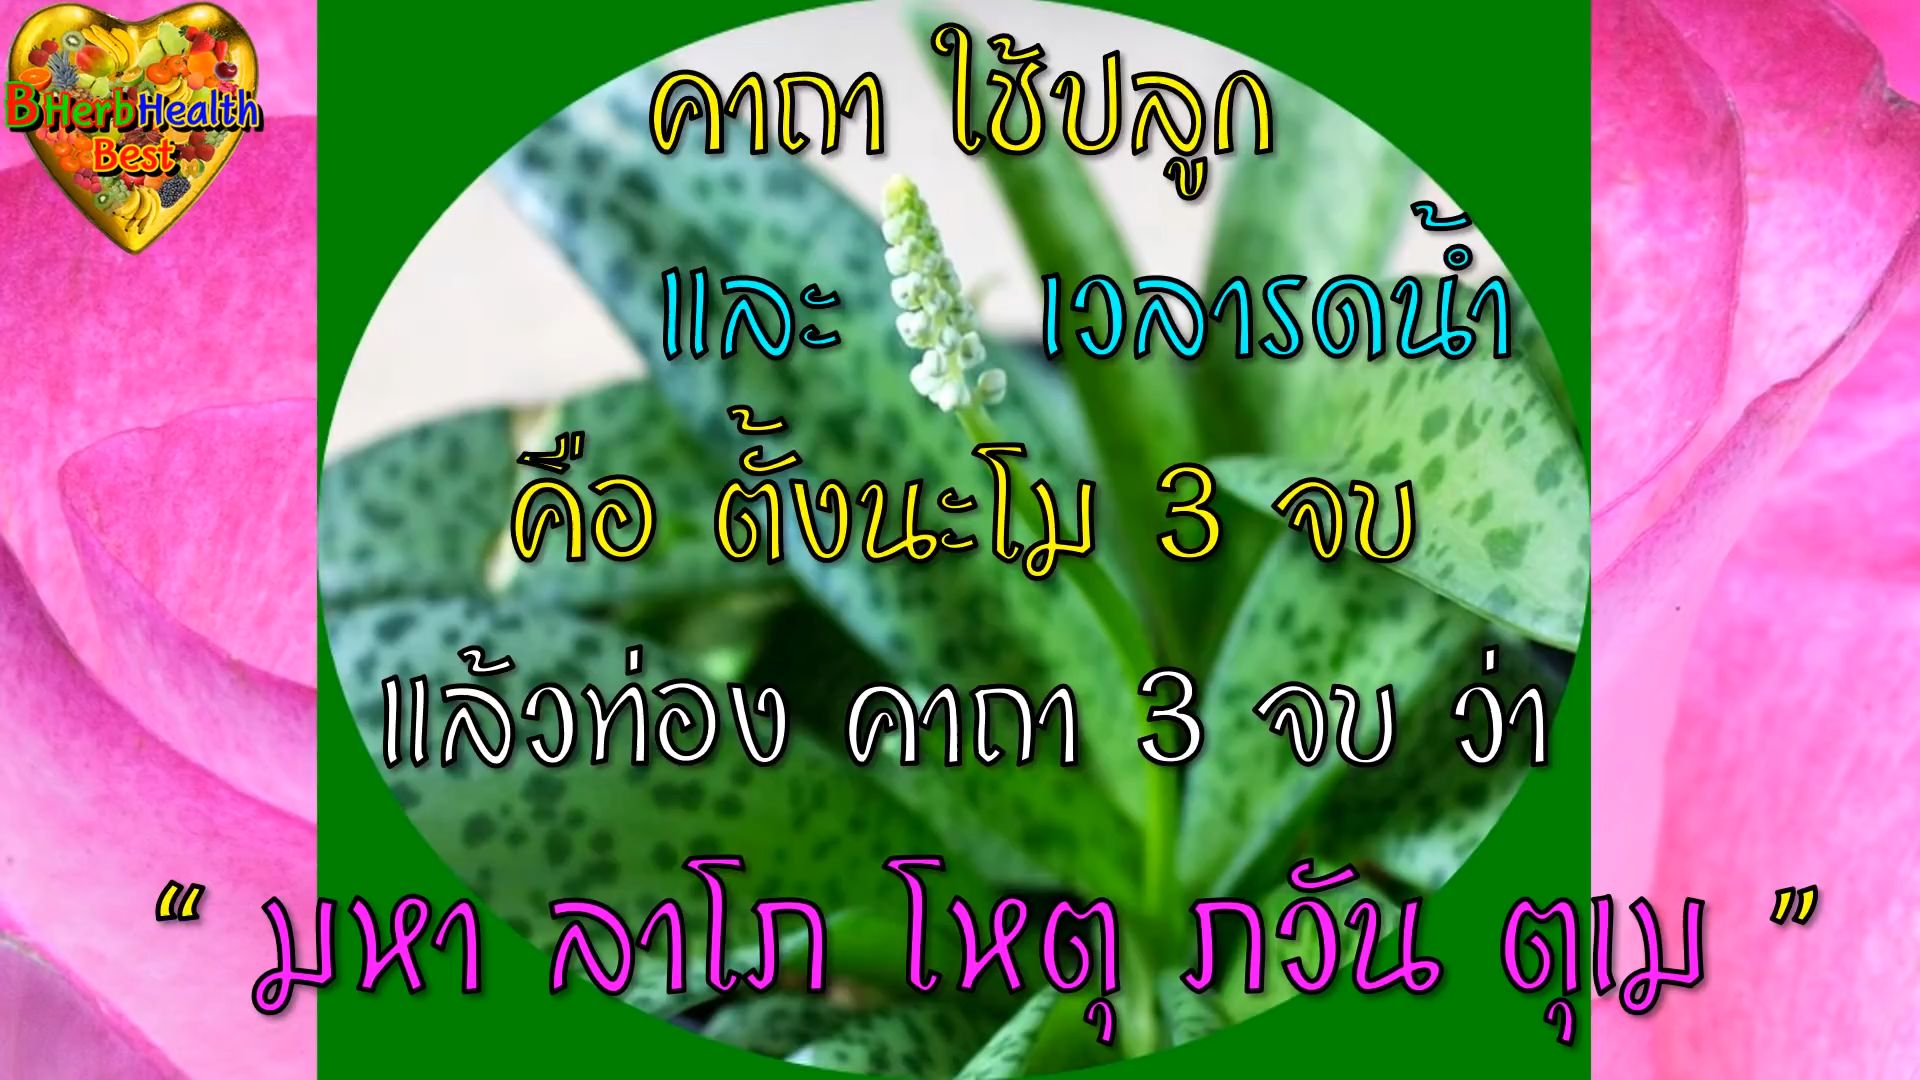 BHerbHealth
Best
คาถา ใช้ปลูก
และ เวลารดน้ำ
คือ ตั้งนะโม 3 จบ
แล้วท่อง คาถา 3 จบ ว่า
“ มหา ลาโภ โหตุ ภวัน ตุเม ”